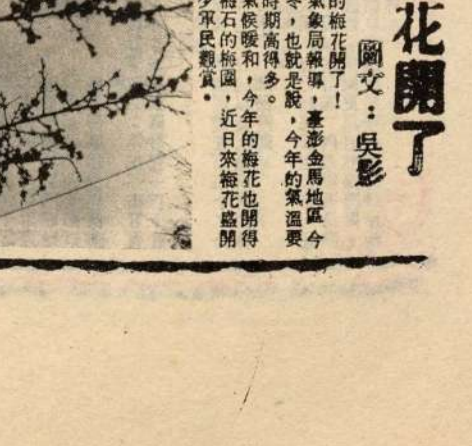 花開了
圖文：吳影
的梅花開了！
氣象局報導，臺澎金馬地區今
冬，也就是說，今年的氣溫要
時期高得多。
氣候暖和，今年的梅花也開得
梅石的梅園，近日來梅花盛開
少軍民觀賞。